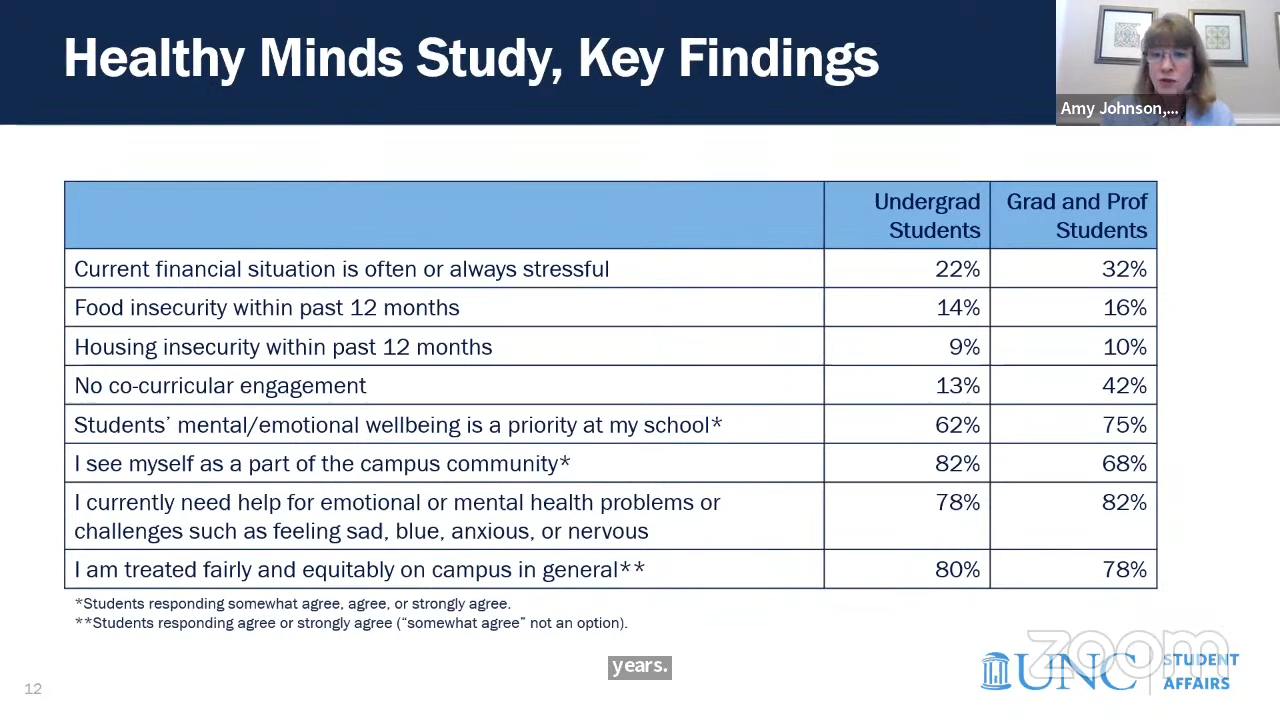 Healthy Minds Study, Key Findings
Amy Johnson,...
Undergrad Students
Grad and Prof Students
Current financial situation is often or always stressful 22% 32%
Food insecurity within past 12 months 14% 16%
Housing insecurity within past 12 months 9% 10%
No co-curricular engagement 13% 42%
Students’ mental/emotional wellbeing is a priority at my school* 62% 75%
I see myself as a part of the campus community* 82% 68%
I currently need help for emotional or mental health problems or 78% 82%
challenges such as feeling sad, blue, anxious, or nervous
I am treated fairly and equitably on campus in general** 80% 78%
*Students responding somewhat agree, agree, or strongly agree.
**Students responding agree or strongly agree (“somewhat agree” not an option).
years.
zoom
UNC
STUDENT
AFFAIRS
12